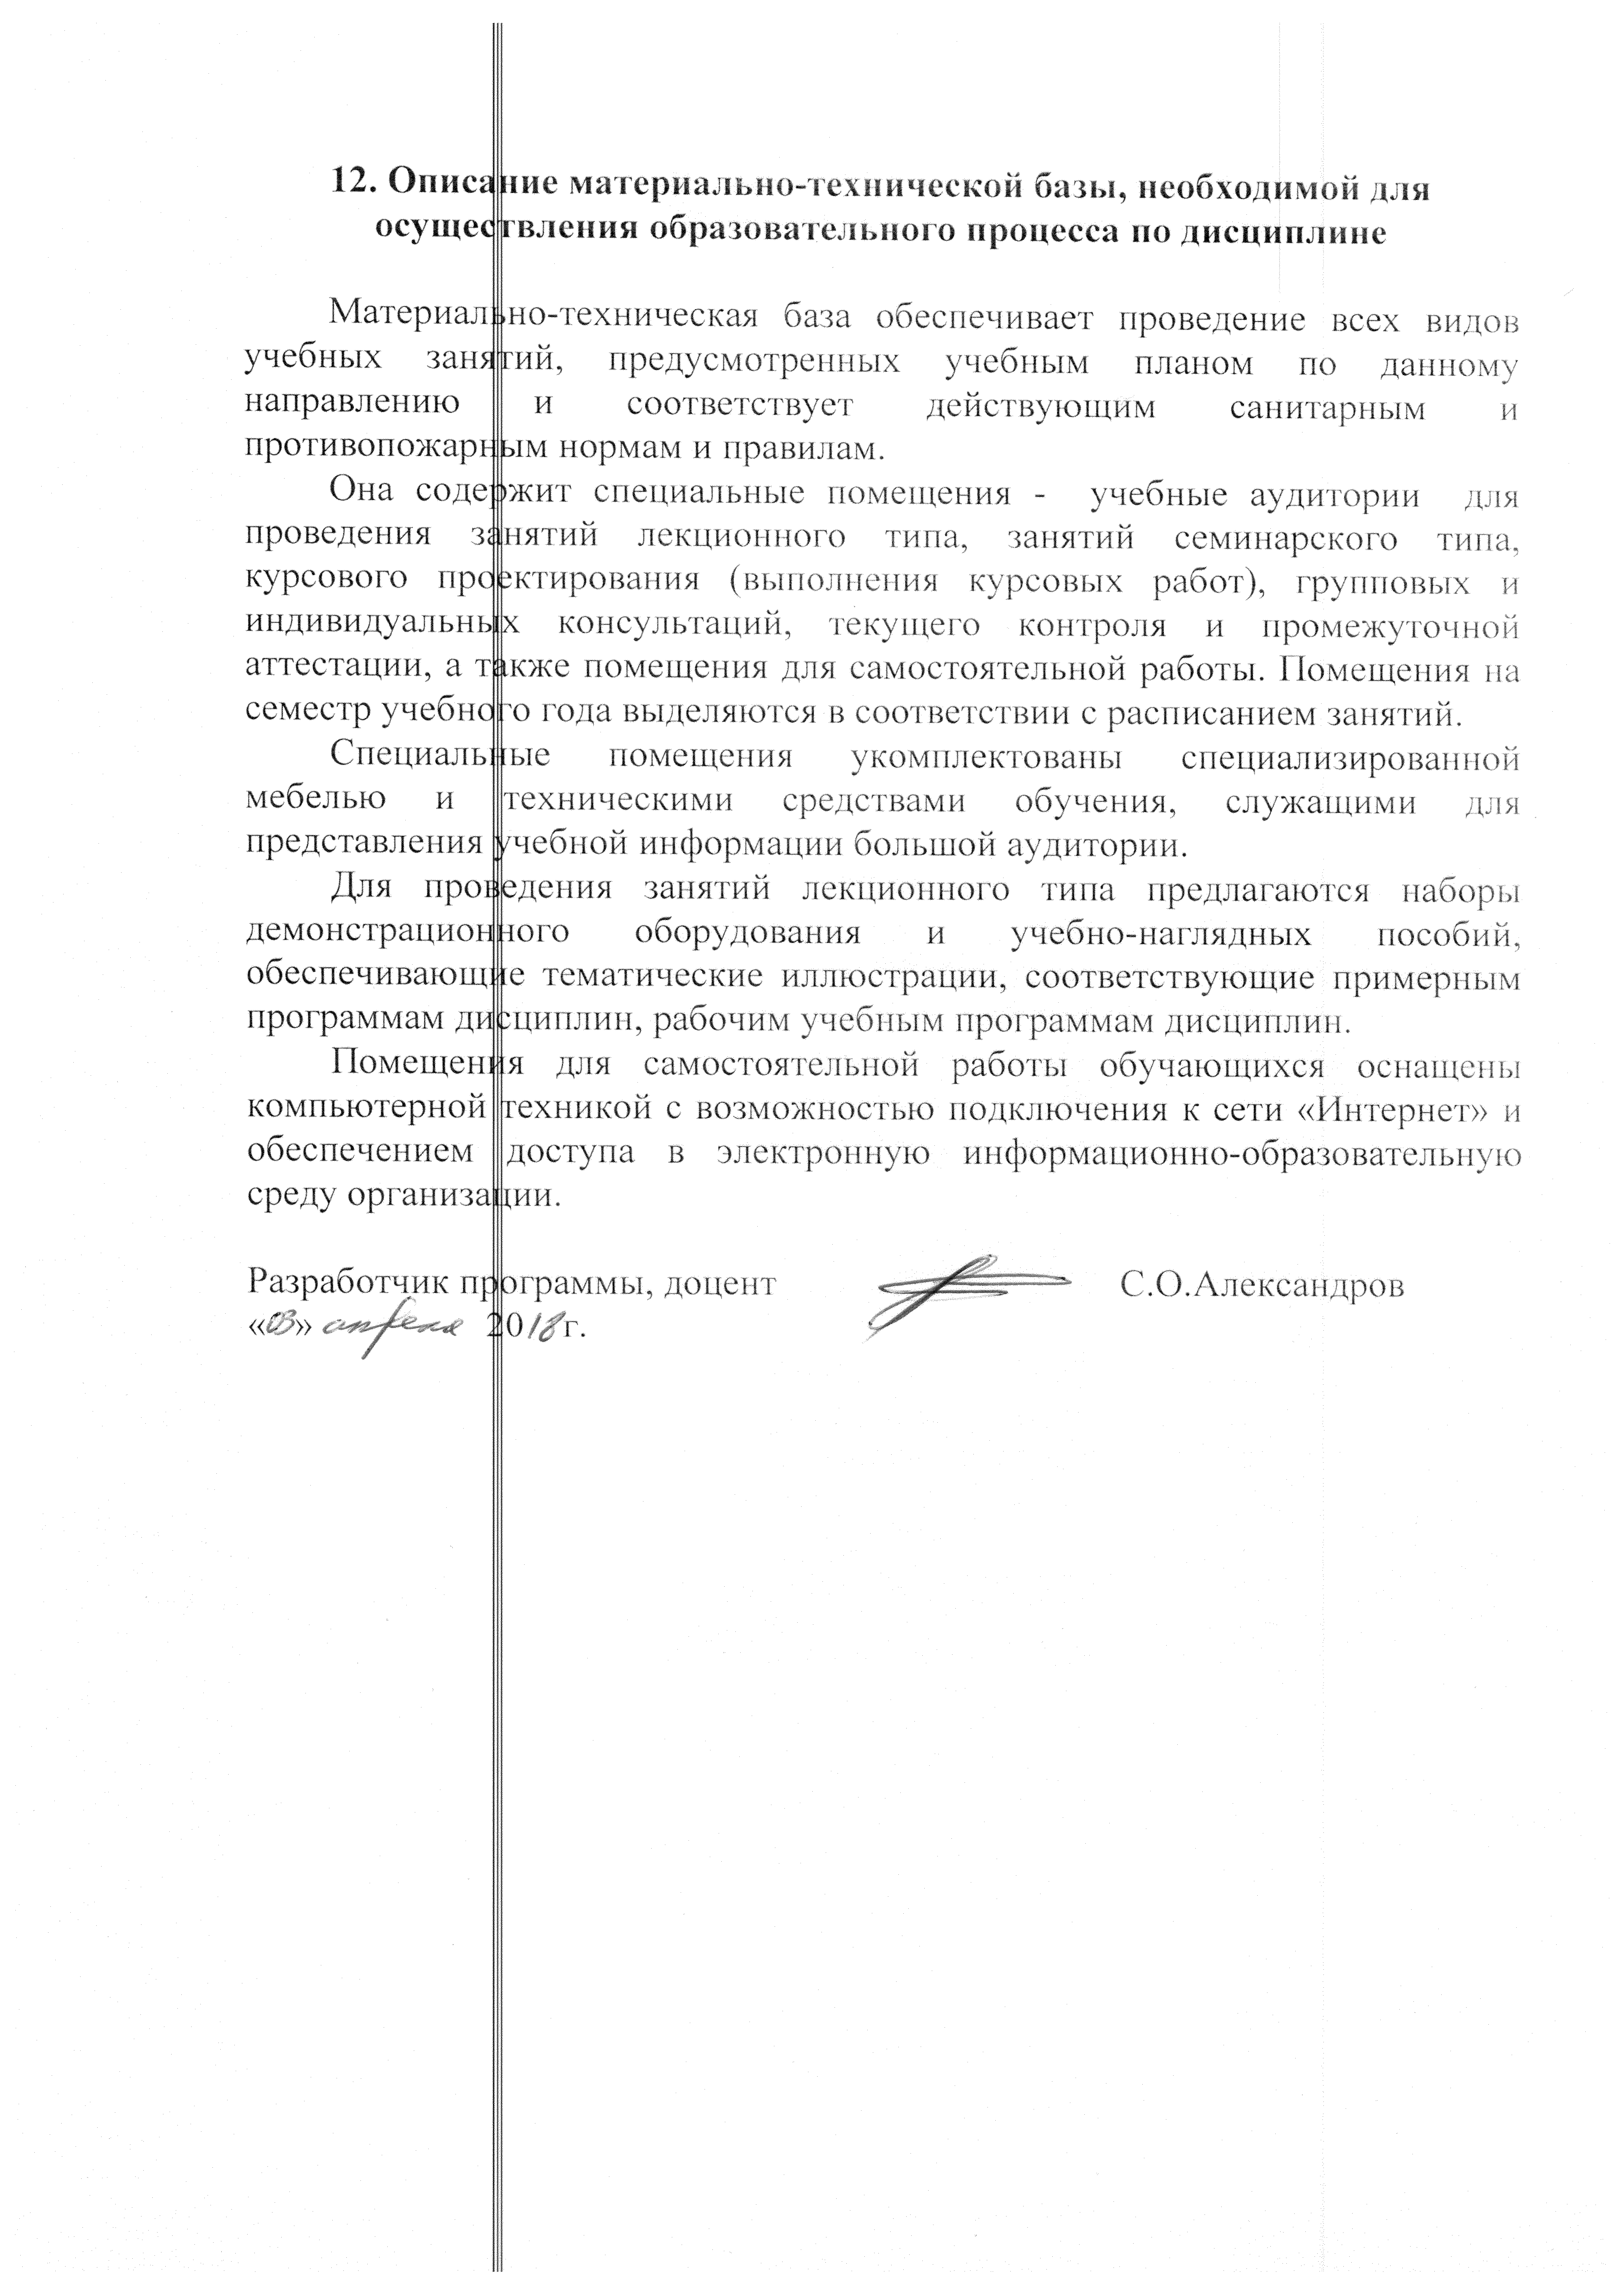 12. Описание материально-технической базы, необходимой для
осуществления образовательного процесса по дисциплине
Материально-техническая база обеспечивает проведение всех видов
учебных занятий, предусмотренных учебным планом по данному
направлению и соответствует действующим санитарным и
противопожарным нормам и правилам.
Она содержит специальные помещения - учебные аудитории для
проведения занятий лекционного типа, занятий семинарского типа,
курсового проектирования (выполнения курсовых работ), групповых и
индивидуальных консультаций, текущего контроля и промежуточной
аттестации, а также помещения для самостоятельной работы. Помещения на
семестр учебного года выделяются в соответствии с расписанием занятий.
Специальные помещения укомплектованы специализированной
мебелью и техническими средствами обучения, служащими для
представления учебной информации большой аудитории.
Для проведения занятий лекционного типа предлагаются наборы
демонстрационного оборудования и учебно-наглядных пособий,
обеспечивающие тематические иллюстрации, соответствующие примерным
программам дисциплин, рабочим учебным программам дисциплин.
Помещения для самостоятельной работы обучающихся оснащены
компьютерной техникой с возможностью подключения к сети «Интернет» и
обеспечением доступа в электронную информационно-образовательную
среду организации.
Разработчик программы, доцент С.О.Александров
«03» апреля 2018г.